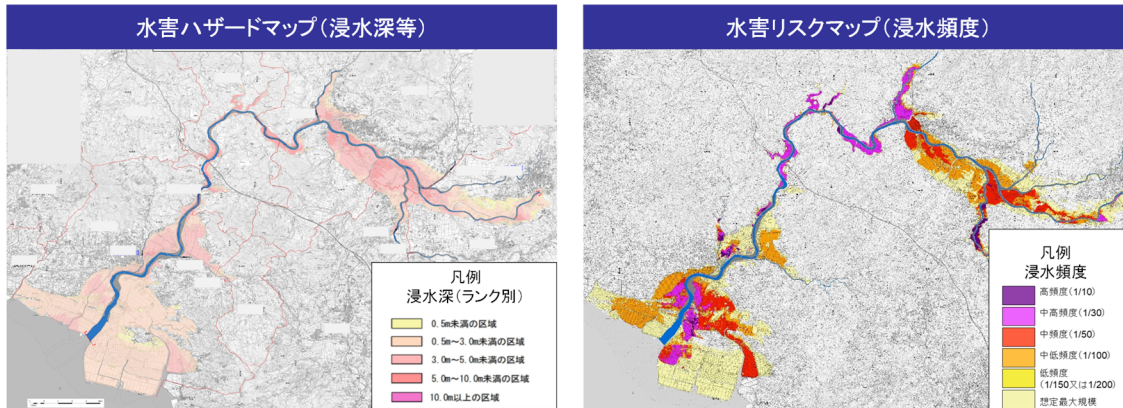 水害ハザードマップ(浸水深等)
凡例
浸水深(ランク別)
0.5m未満の区域
0.5m～3.0m未満の区域
3.0m～5.0m未満の区域
5.0m～10.0m未満の区域
10.0m以上の区域
水害リスクマップ(浸水頻度)
凡例
浸水頻度
高頻度(1/10)
中高頻度(1/30)
中頻度(1/50)
中低頻度(1/100)
低頻度
(1/150又は1/200)
想定最大規模